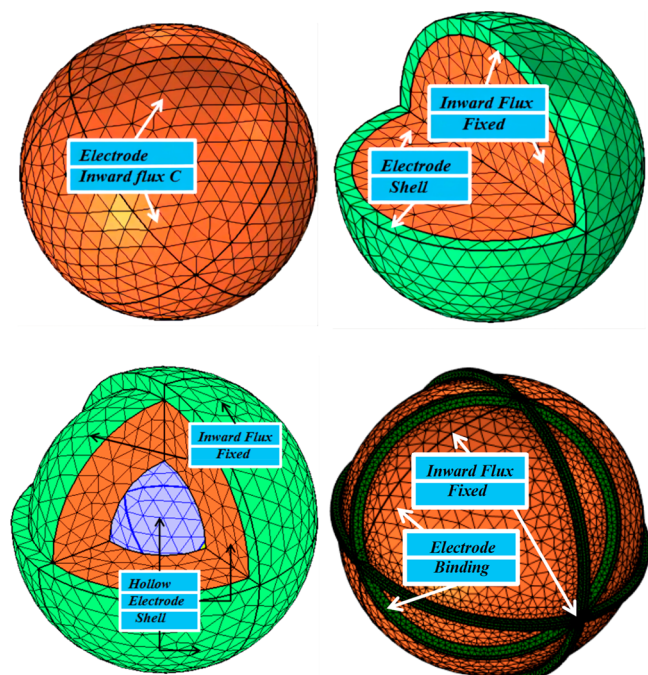 Electrode
Inward flux C
Inward Flux
Fixed
Electrode
Shell
Inward Flux
Fixed
Hollow
Electrode
Shell
Inward Flux
Fixed
Electrode
Binding